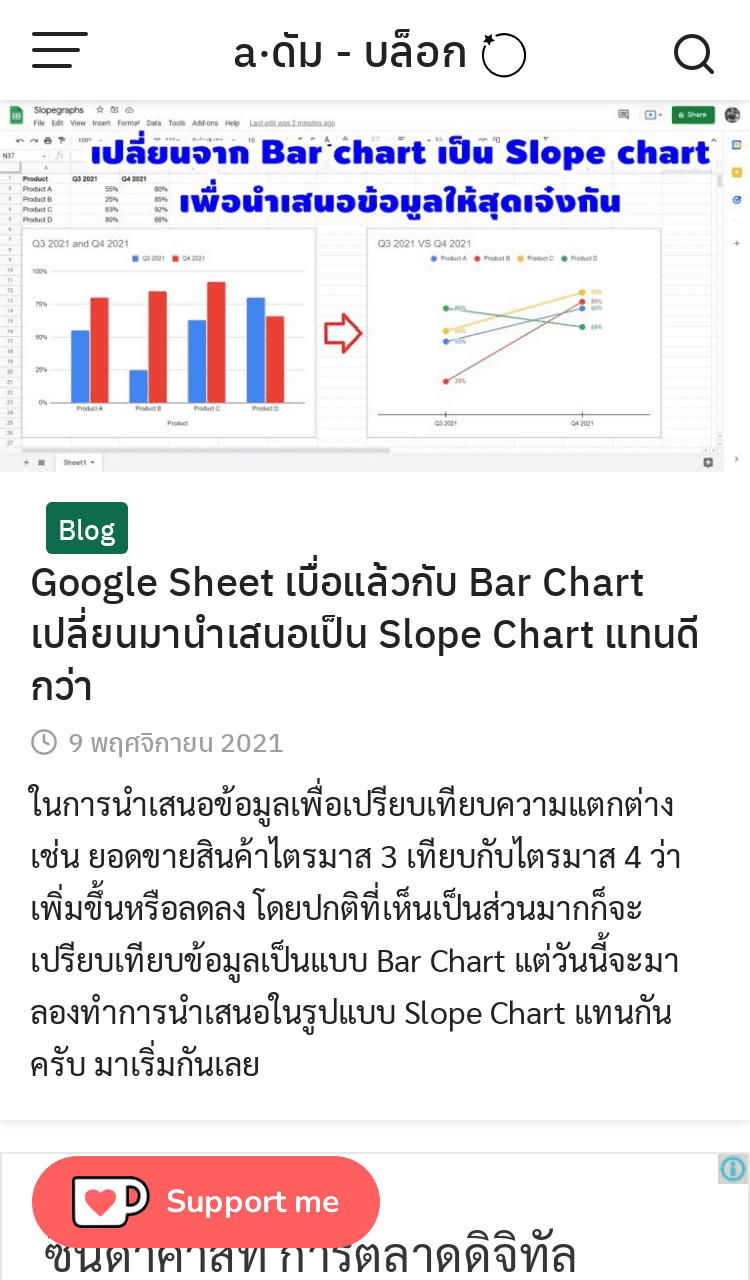 a·ดัม - บล็อก
Slopegraphs
File Edit View Insert Format Data Tools Add-ons Help Last edit was 2 minutes ago
Share
เปลี่ยนจาก Bar chart เป็น Slope chart
เพื่อนำเสนอข้อมูลให้สุดเจ๋งกัน
N37
Product Q3 2021 Q4 2021
Product A 55% 80%
Product B 25% 85%
Product C 63% 92%
Product D 80% 66%
Q3 2021 and Q4 2021
Q3 2021 Q4 2021
100%
75%
50%
25%
0%
Product A Product B Product C Product D
Product
Q3 2021 VS Q4 2021
Product A Product B Product C Product D
80%
25%
85%
80%
66%
Q3 2021 Q4 2021
Sheet1
Blog
Google Sheet เบื่อแล้วกับ Bar Chart
เปลี่ยนมานำเสนอเป็น Slope Chart แทนดี
กว่า
9 พฤศจิกายน 2021
ในการนำเสนอข้อมูลเพื่อเปรียบเทียบความแตกต่าง
เช่น ยอดขายสินค้าไตรมาส 3 เทียบกับไตรมาส 4 ว่า
เพิ่มขึ้นหรือลดลง โดยปกติที่เห็นเป็นส่วนมากก็จะ
เปรียบเทียบข้อมูลเป็นแบบ Bar Chart แต่วันนี้จะมา
ลองทำการนำเสนอในรูปแบบ Slope Chart แทนกัน
ครับ มาเริ่มกันเลย
Support me
การตลาดดิจิทัล